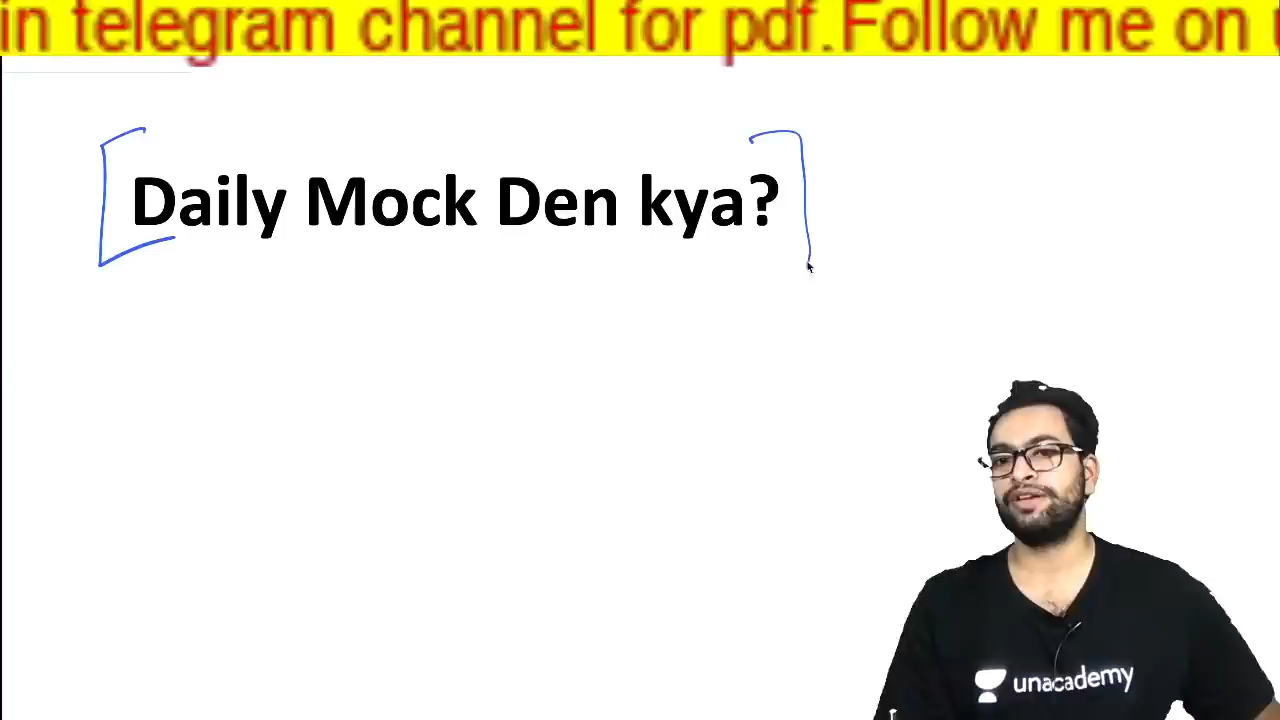 in telegram channel for pdf.Follow me on
Daily Mock Den kya?
unacademy